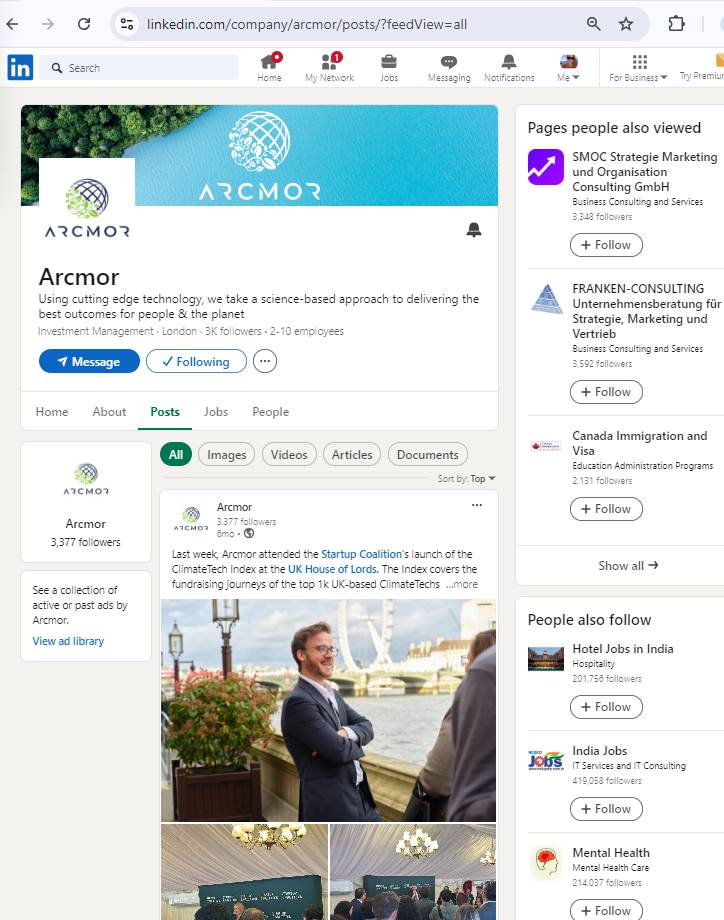 linkedin.com/company/arcmor/posts/?feedView=all
in
Search
Home
1
My Network
Jobs
Messaging
Notifications
Me
For Business
Try Premiu
ARCMOR
ARCMOR
Arcmor
Using cutting edge technology, we take a science-based approach to delivering the
best outcomes for people & the planet
Investment Management · London · 3K followers · 2-10 employees
Message
Following
Home
About
Posts
Jobs
People
ARCMOR
Arcmor
3,377 followers
See a collection of
active or past ads by
Arcmor.
View ad library
All
Images
Videos
Articles
Documents
Sort by: Top
ARCMOR
Arcmor
3,377 followers
6mo •
Last week, Arcmor attended the Startup Coalition's launch of the
ClimateTech Index at the UK House of Lords. The Index covers the
fundraising journeys of the top 1k UK-based ClimateTechs ...more
Pages people also viewed
SMOC Strategie Marketing
und Organisation
Consulting GmbH
Business Consulting and Services
3,348 followers
+ Follow
FRANKEN-CONSULTING
Unternehmensberatung für
Strategie, Marketing und
Vertrieb
Business Consulting and Services
3,592 followers
+ Follow
Canada Immigration and
Visa
Education Administration Programs
2,131 followers
+ Follow
Show all →
People also follow
Hotel Jobs in India
Hospitality
201,756 followers
+ Follow
Jobs
India Jobs
IT Services and IT Consulting
419,058 followers
+ Follow
Mental Health
Mental Health Care
214,037 followers
+ Follow